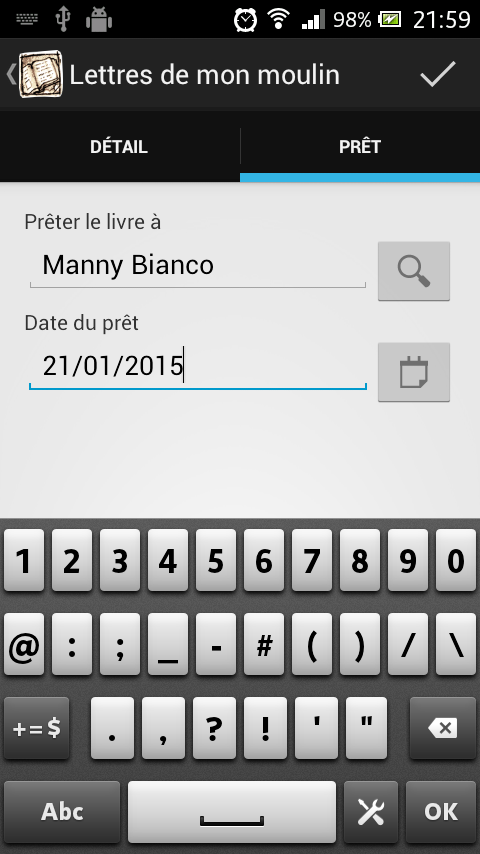 98% 21:59
Lettres de mon moulin
DÉTAIL PRÊT
Prêter le livre à
Manny Bianco
Date du prêt
21/01/2015
1 2 3 4 5 6 7 8 9 0
@ : ; _ - # ( ) / \
+=$ . , ? ! ' "
Abc OK